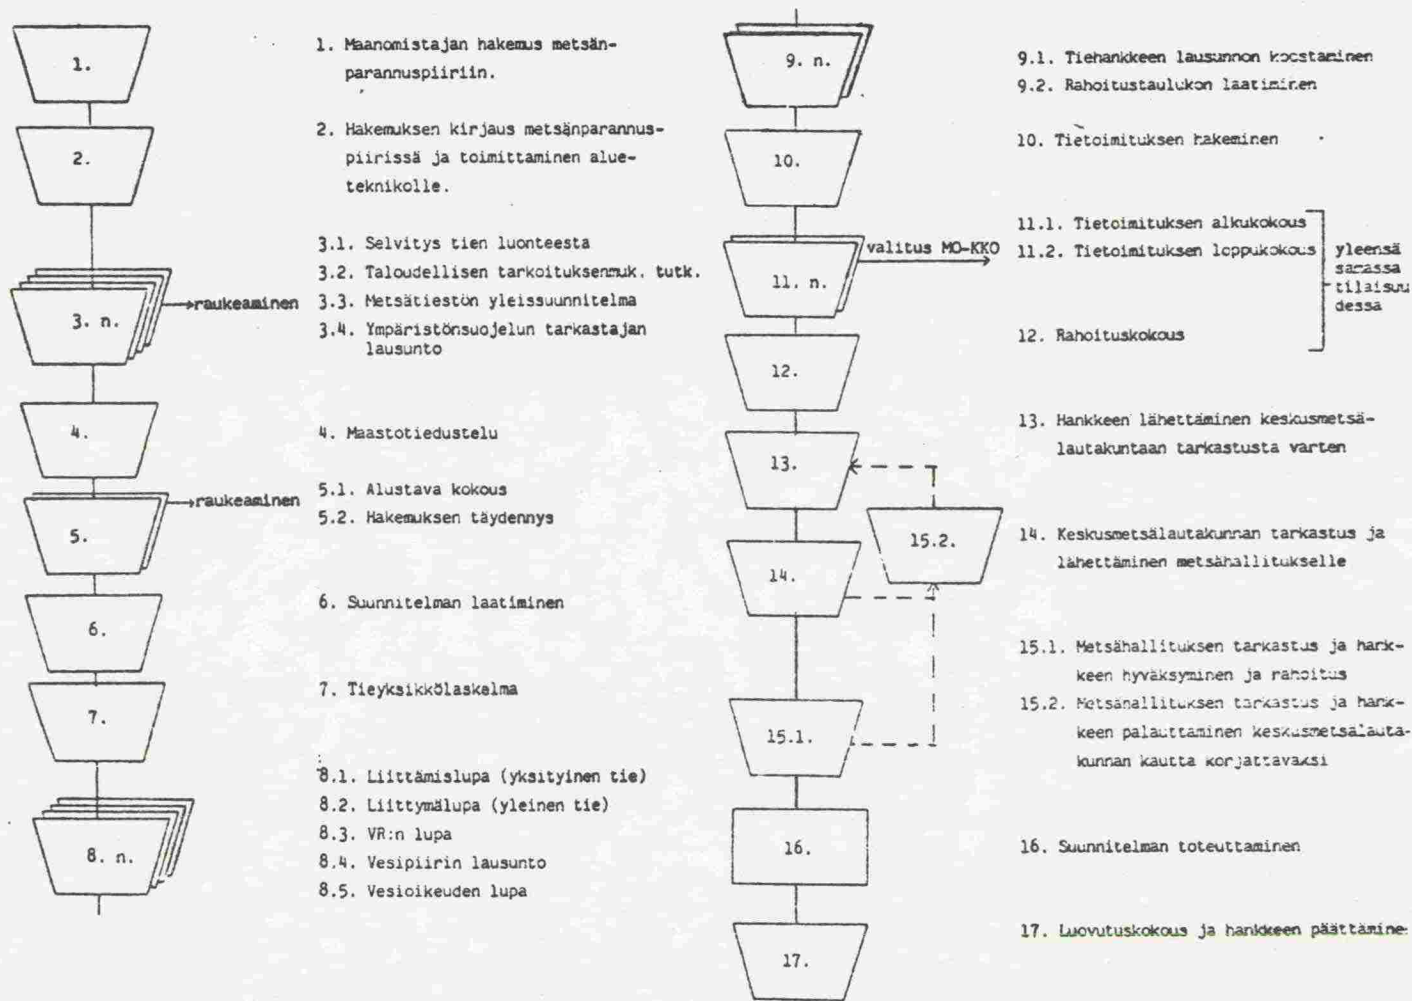 1.
2.
3. n.
raukeaminen
4.
5.
raukeaminen
6.
7.
8. n.
1. Maanomistajan hakemus metsän-
parannuspiiriin.
2. Hakemuksen kirjaus metsänparannus-
piirissä ja toimittaminen alue-
teknikolle.
3.1. Selvitys tien luonteesta
3.2. Taloudellisen tarkoituksenmuk. tutk.
3.3. Metsätiestön yleissuunnitelma
3.4. Ympäristönsuojelun tarkastajan
lausunto
4. Maastotiedustelu
5.1. Alustava kokous
5.2. Hakemuksen täydennys
6. Suunnitelman laatiminen
7. Tieyksikkölaskelma
8.1. Liittämislupa (yksityinen tie)
8.2. Liittymälupa (yleinen tie)
8.3. VR:n lupa
8.4. Vesipiirin lausunto
8.5. Vesioikeuden lupa
9. n.
10.
11. n.
valitus MO-KKO
12.
13.
14.
15.2.
15.1.
16.
17.
9.1. Tiehankkeen lausunnon koostaminen
9.2. Rahoitustaulukon laatiminen
10. Tietoimituksen hakeminen
11.1. Tietoimituksen alkukokous
11.2. Tietoimituksen loppukokous
yleensä
samassa
tilaisuu
dessa
12. Rahoituskokous
13. Hankkeen lähettäminen keskusmetsä-
lautakuntaan tarkastusta varten
14. Keskusmetsälautakunnan tarkastus ja
lähettäminen metsähallitukselle
15.1. Metsähallituksen tarkastus ja hank-
keen hyväksyminen ja rahoitus
15.2. Metsähallituksen tarkastus ja hank-
keen palauttaminen keskusmetsälauta-
kunnan kautta korjattavaksi
16. Suunnitelman toteuttaminen
17. Luovutuskokous ja hankkeen päättämine